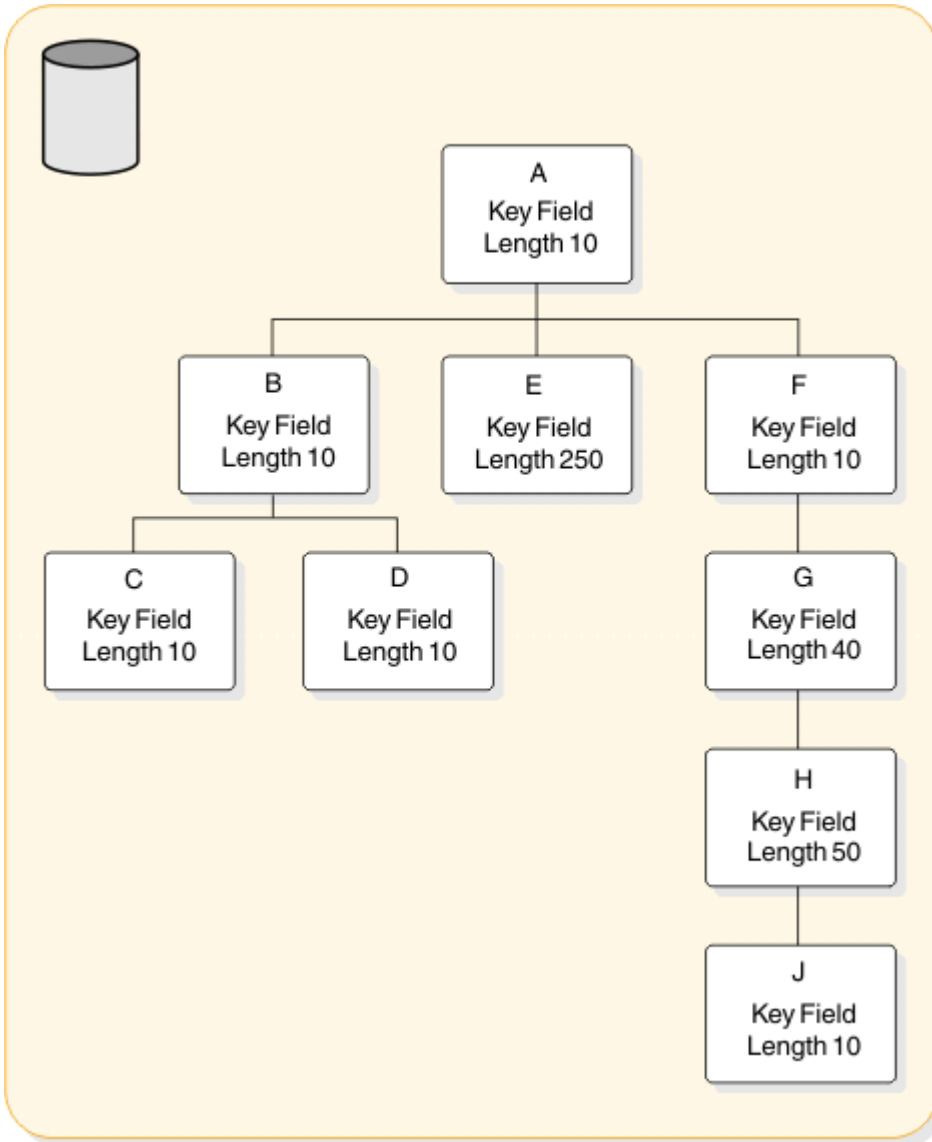 A
Key Field
Length 10
B
Key Field
Length 10
E
Key Field
Length 250
F
Key Field
Length 10
C
Key Field
Length 10
D
Key Field
Length 10
G
Key Field
Length 40
H
Key Field
Length 50
J
Key Field
Length 10